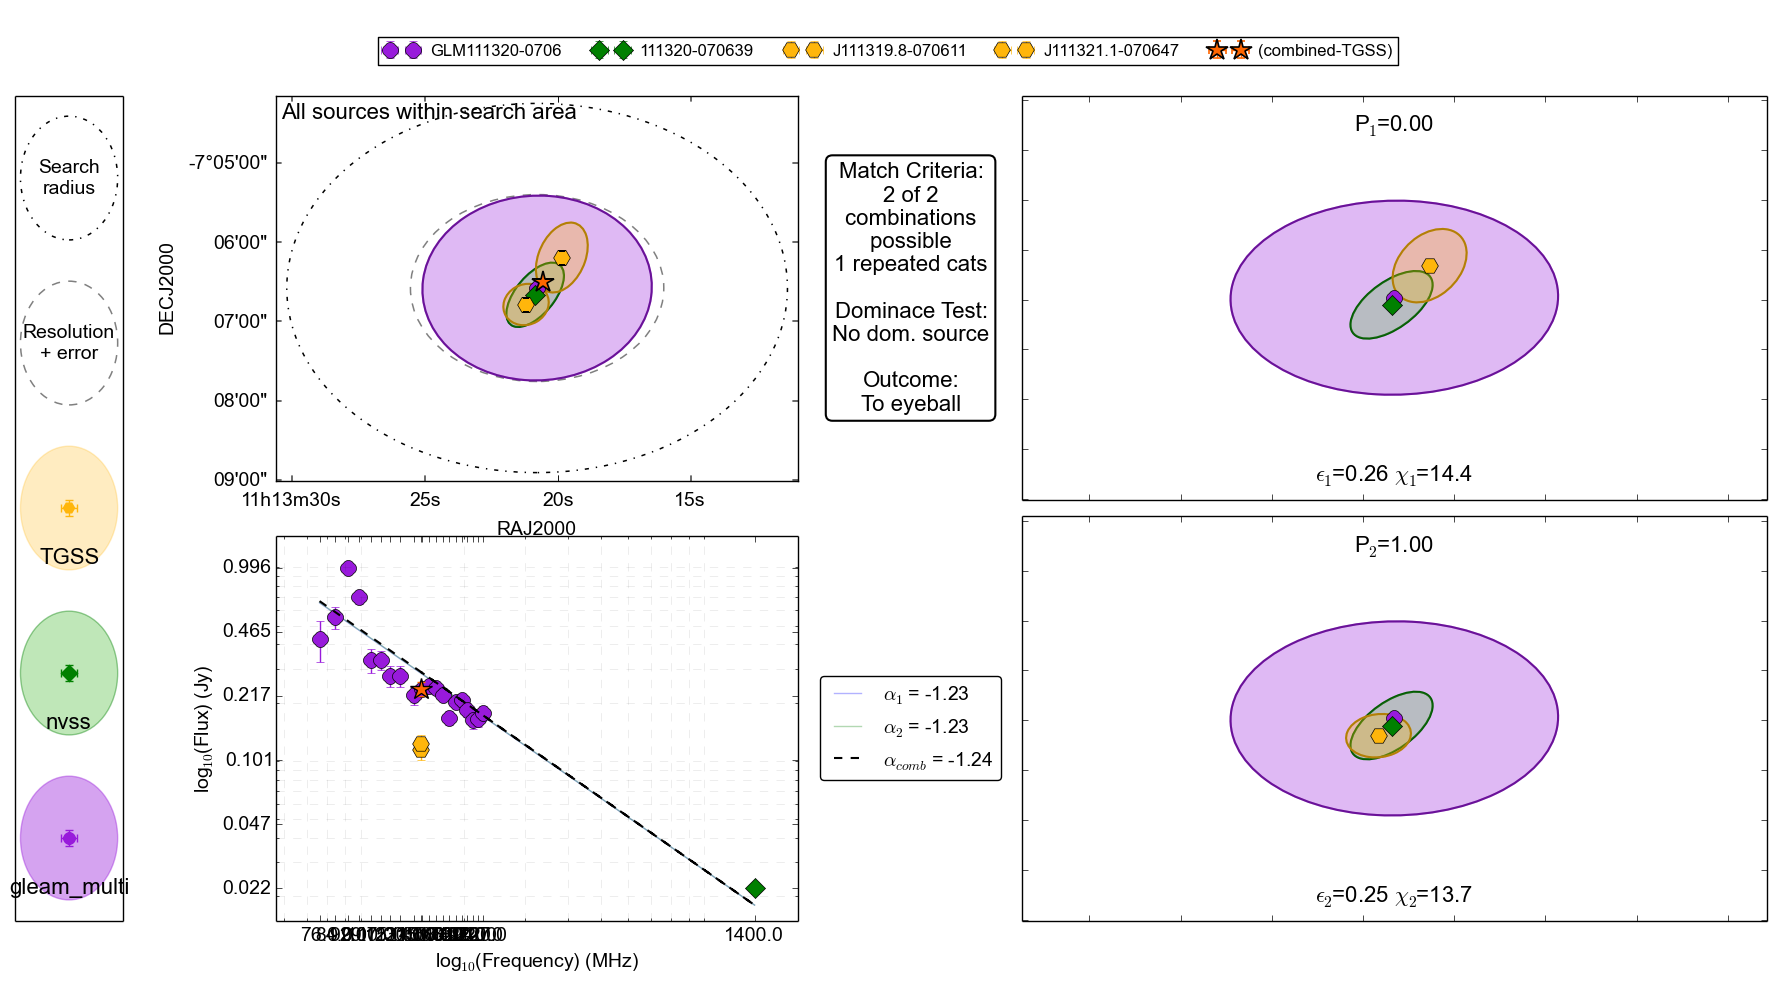 GLM111320-0706 111320-070639 J111319.8-070611 J111321.1-070647 (combined-TGSS)
Search
radius
Resolution
+ error
TGSS
nvss
gleam_multi
All sources within search area
DECJ2000
-7°05'00"
06'00"
07'00"
08'00"
09'00"
11h13m30s 25s 20s 15s
RAJ2000
Match Criteria:
2 of 2
combinations
possible
1 repeated cats
Dominace Test:
No dom. source
Outcome:
To eyeball
P₁=0.00
ϵ₁=0.26 χ₁=14.4
log₁₀(Flux) (Jy)
0.996
0.465
0.217
0.101
0.047
0.022
1400.0
log₁₀(Frequency) (MHz)
α₁ = -1.23
α₂ = -1.23
α_comb = -1.24
P₂=1.00
ϵ₂=0.25 χ₂=13.7